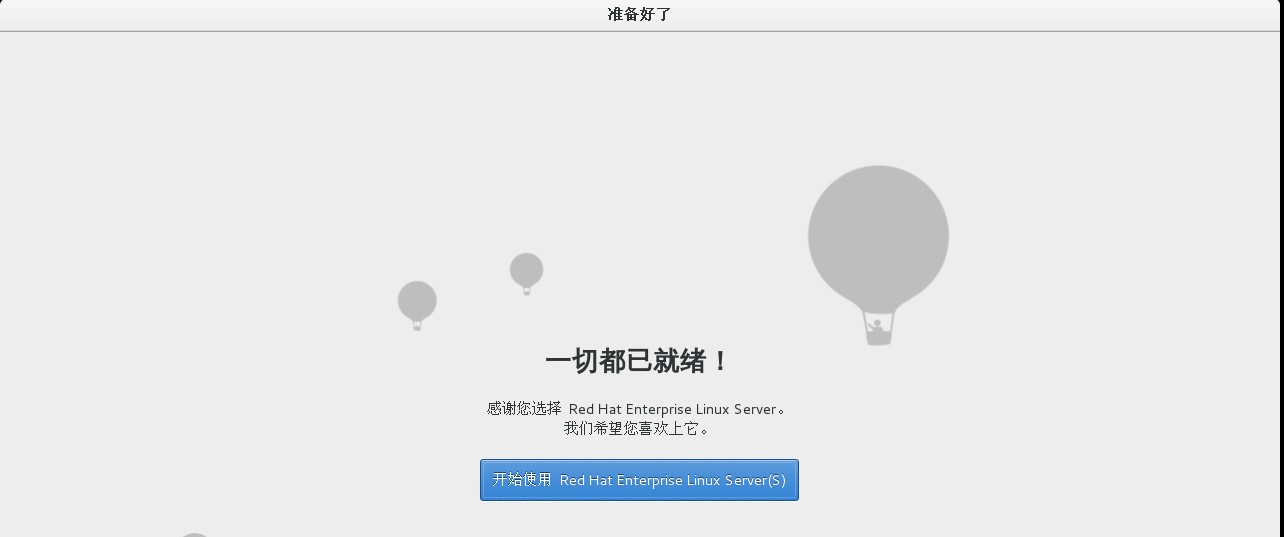 准备好了
一切都已就绪！
感谢您选择 Red Hat Enterprise Linux Server。
我们希望您喜欢上它。
开始使用 Red Hat Enterprise Linux Server(S)